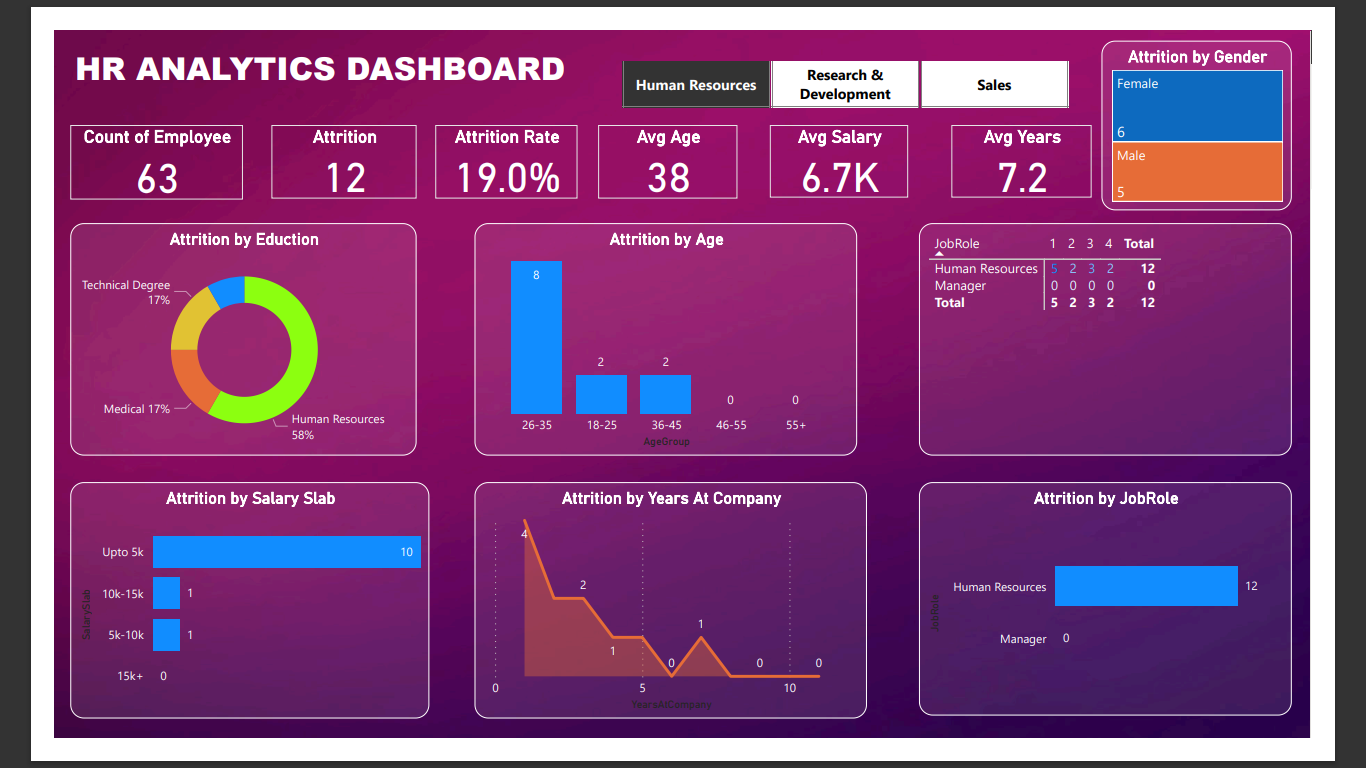 HR ANALYTICS DASHBOARD
Human Resources
Research &
Development
Sales
Attrition by Gender
Female
6
Male
5
Count of Employee
63
Attrition
12
Attrition Rate
19.0%
Avg Age
38
Avg Salary
6.7K
Avg Years
7.2
Attrition by Eduction
Technical Degree
17%
Medical 17%
Human Resources
58%
Attrition by Age
8
2
2
0
0
26-35 18-25 36-45 46-55 55+
AgeGroup
JobRole 1 2 3 4 Total
Human Resources 5 2 3 2 12
Manager 0 0 0 0 0
Total 5 2 3 2 12
Attrition by Salary Slab
SalarySlab
Upto 5k 10
10k-15k 1
5k-10k 1
15k+ 0
Attrition by Years At Company
4
2
1
0
1
0
0
0 5 10
YearsAtCompany
Attrition by JobRole
JobRole
Human Resources 12
Manager 0